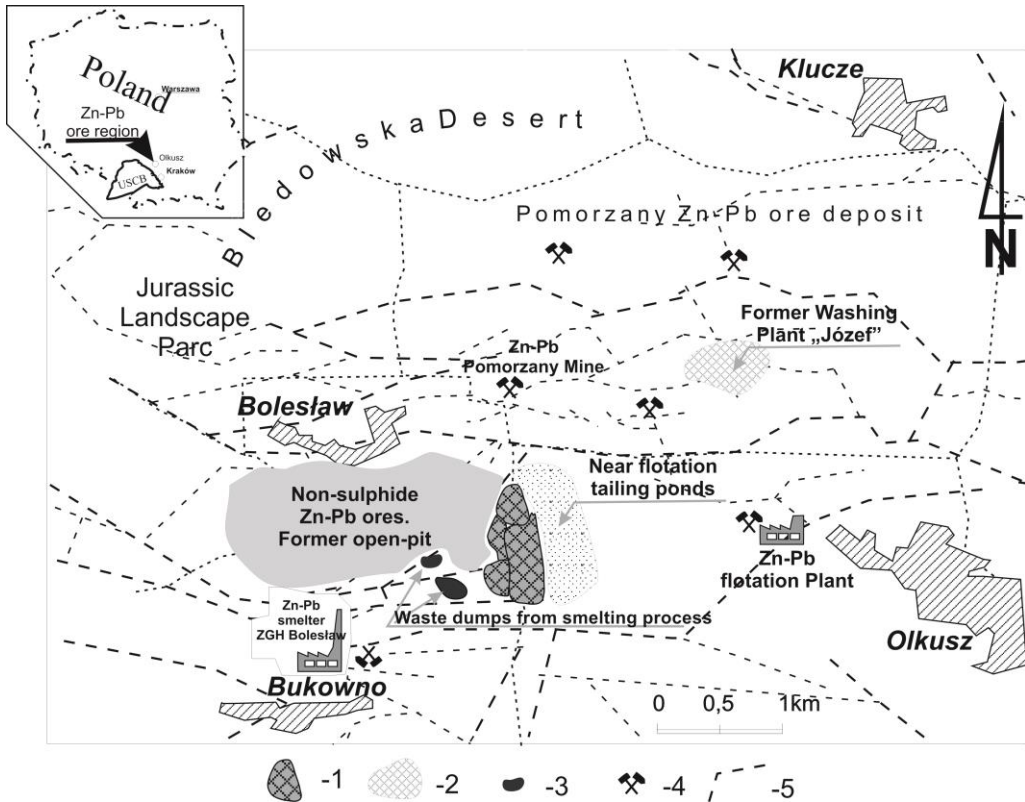 Poland
Warszawa
Zn-Pb
ore region
Olkusz
Kraków
USCB
Klucze
Bledowska Desert
Pomorzany Zn-Pb ore deposit
N
Jurassic
Landscape
Parc
Former Washing
Plant „Józef”
Zn-Pb
Pomorzany Mine
Bolesław
Near flotation
tailing ponds
Non-sulphide
Zn-Pb ores.
Former open-pit
Zn-Pb
flotation Plant
Waste dumps from smelting process
Zn-Pb
smelter
ZGH Bolesław
Olkusz
Bukowno
0 0,5 1km
-1 -2 -3 -4 -5